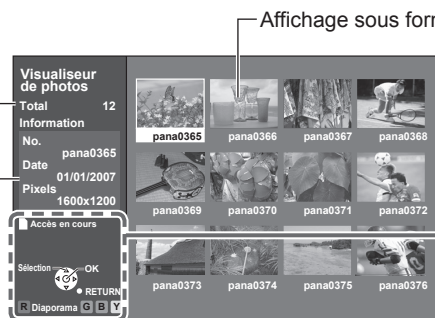 Affichage sous for
Visualiseur
de photos
Total 12
Information
No.
pana0365
Date
01/01/2007
Pixels
1600x1200
Accès en cours
Sélection OK
RETURN
R Diaporama G B Y
pana0365 pana0366 pana0367 pana0368
pana0369 pana0370 pana0371 pana0372
pana0373 pana0374 pana0375 pana0376